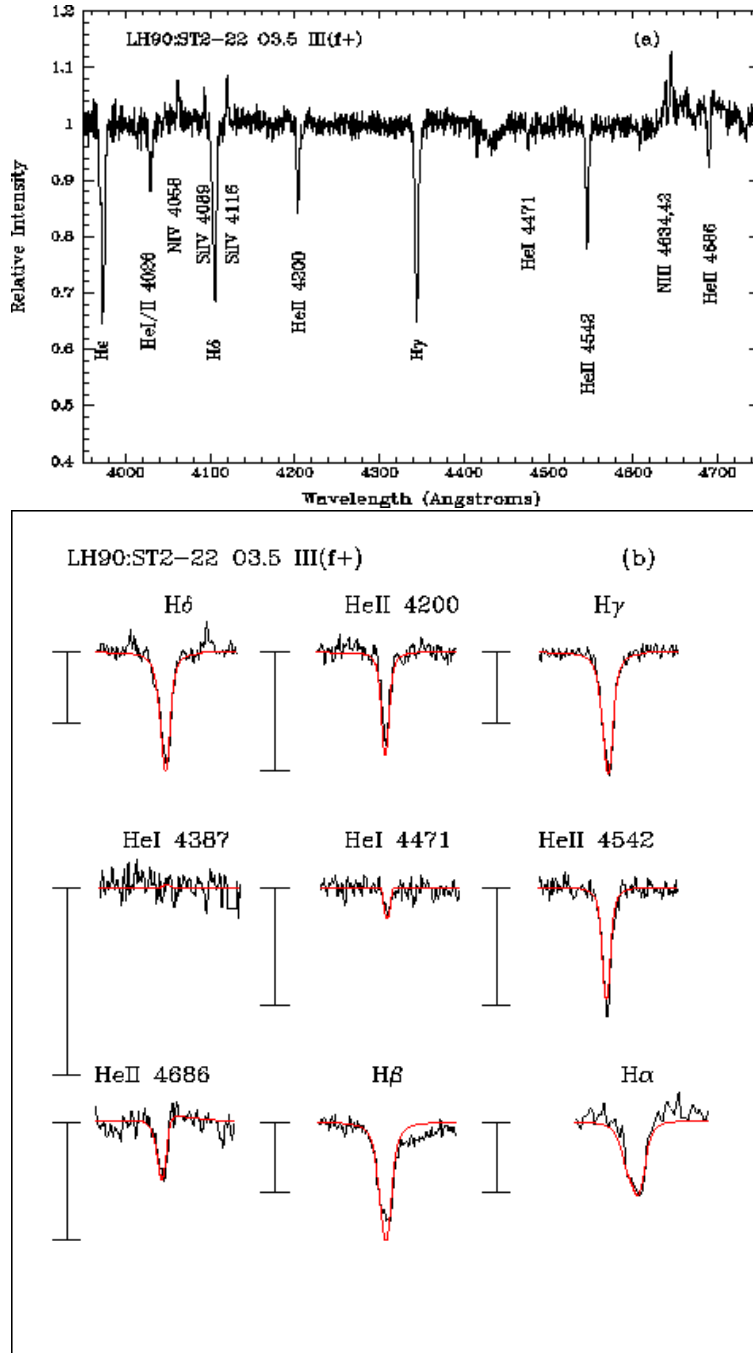 1.2
LH90:ST2-22 O3.5 III(f+)
(a)
1.1
1
0.9
0.8
0.7
0.6
0.5
0.4
Relative Intensity
Hε
HeI/II 4026
NIV 4058
SiIV 4089
Hδ
SiIV 4116
HeII 4200
Hγ
HeI 4471
HeII 4542
NIII 4634,42
HeII 4686
4000 4100 4200 4300 4400 4500 4600 4700
Wavelength (Angstroms)
LH90:ST2-22 O3.5 III(f+)
(b)
Hδ HeII 4200 Hγ
HeI 4387 HeI 4471 HeII 4542
HeII 4686 Hβ Hα